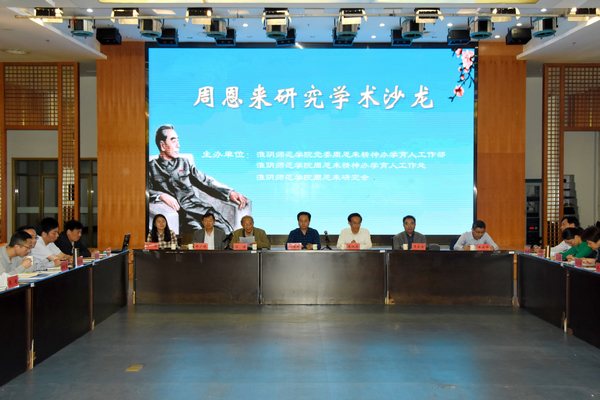 周恩来研究学术沙龙
主办单位：淮阴师范学院党委周恩来精神办学育人工作部
淮阴师范学院周恩来精神办学育人工作处
淮阴师范学院周恩来研究会